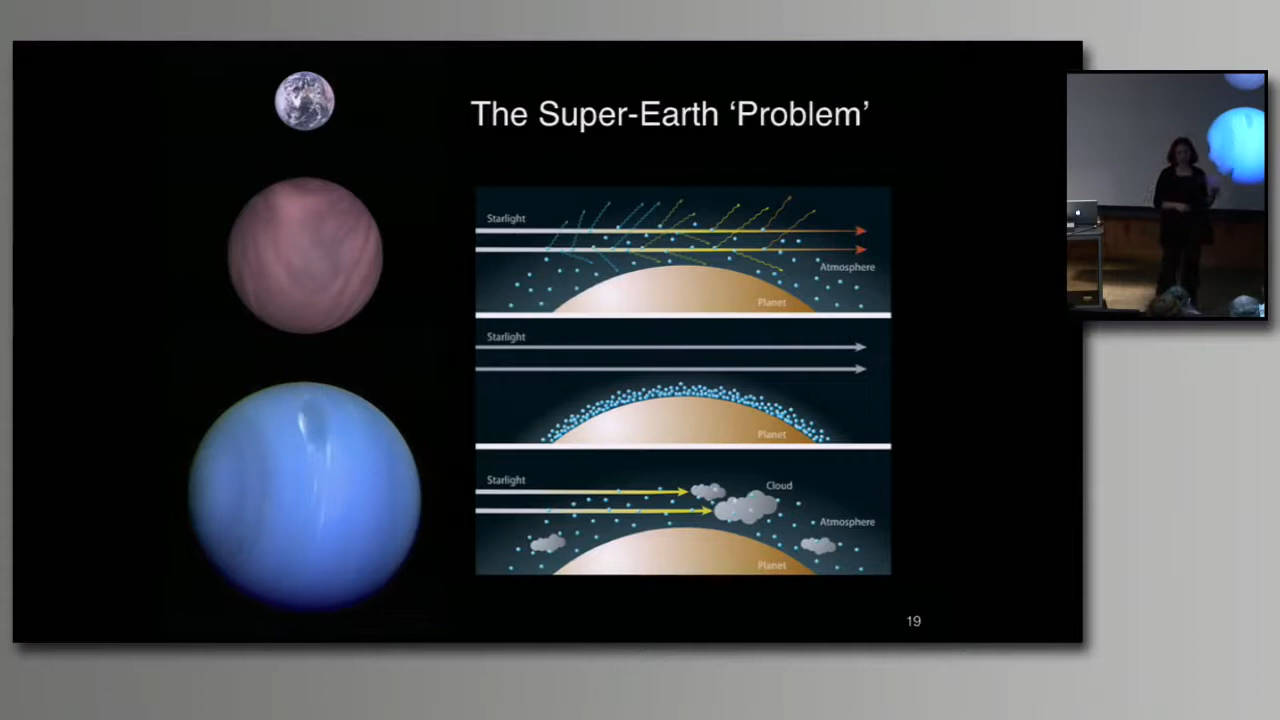 The Super-Earth ‘Problem’
Starlight
Atmosphere
Planet
Starlight
Planet
Starlight
Cloud
Atmosphere
Planet
19